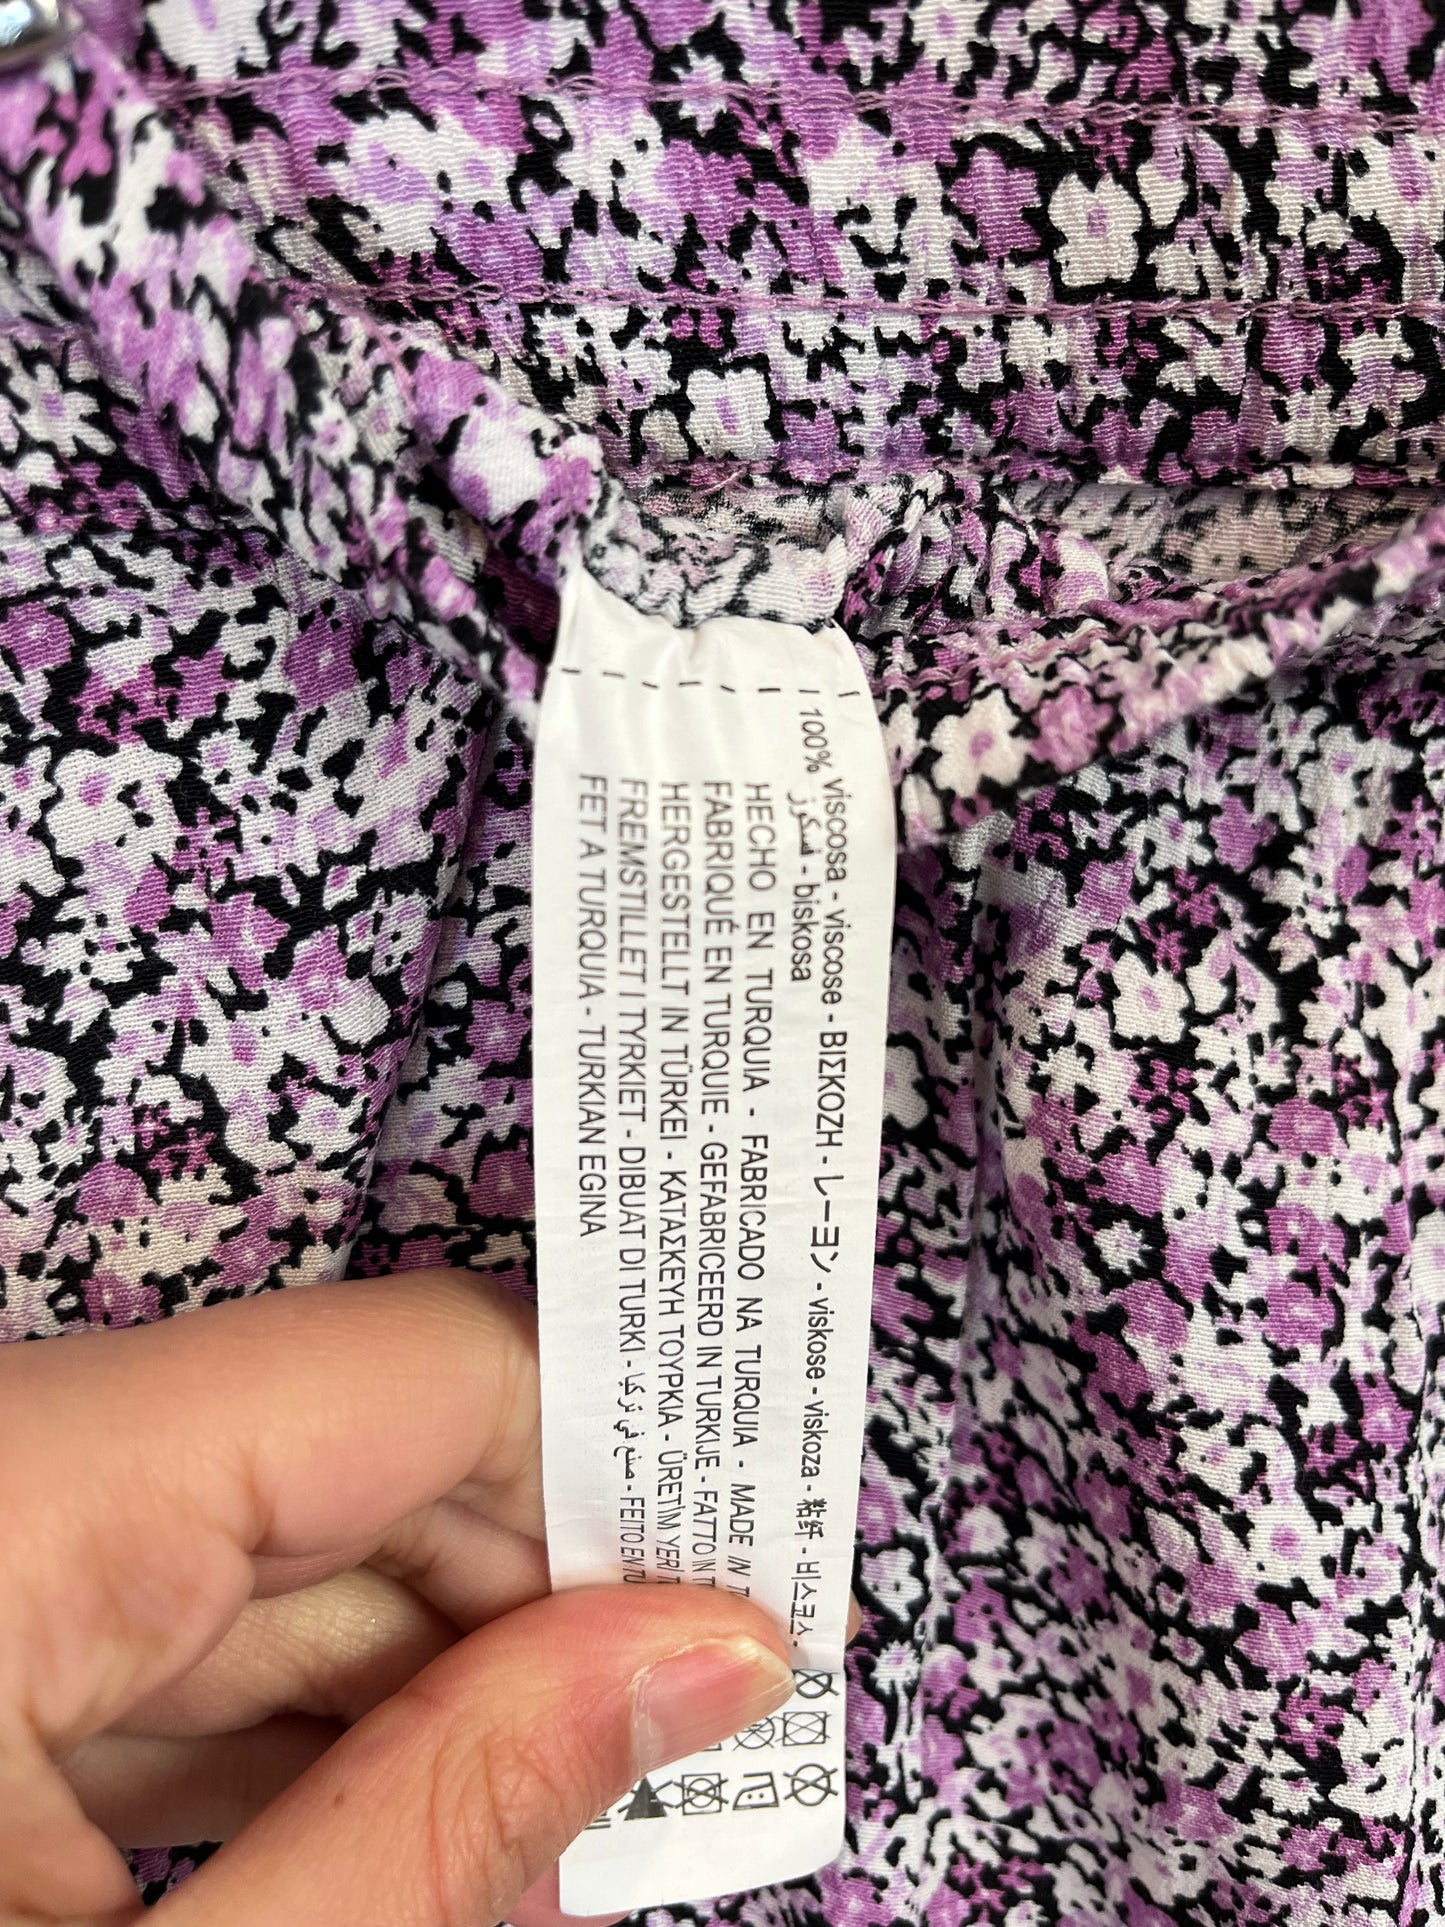 100% viscosa - viscose - ΒΙΣΚΟΖΗ - レーヨン - viskose - viskoza - 粘纤 - 비스코스 -
فسكوز - biskosa
HECHO EN TURQUIA - FABRICADO NA TURQUIA - MADE IN
FABRIQUÉ EN TURQUIE - GEFABRICEERD IN TURKIJE - FATTO IN
HERGESTELLT IN TÜRKEI - ΚΑΤΑΣΚΕΥΗ ΤΟΥΡΚΙΑ - ÜRETİM YERİ
FREMSTILLET I TYRKIET - DIBUAT DI TURKI - صنع في تركيا - FEITO EN
FET A TURQUIA - TURKIAN EGINA